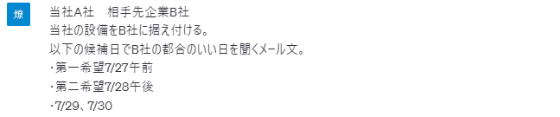 燎
当社A社　相手先企業B社
当社の設備をB社に据え付ける。
以下の候補日でB社の都合のいい日を聞くメール文。
・第一希望7/27午前
・第二希望7/28午後
・7/29、7/30